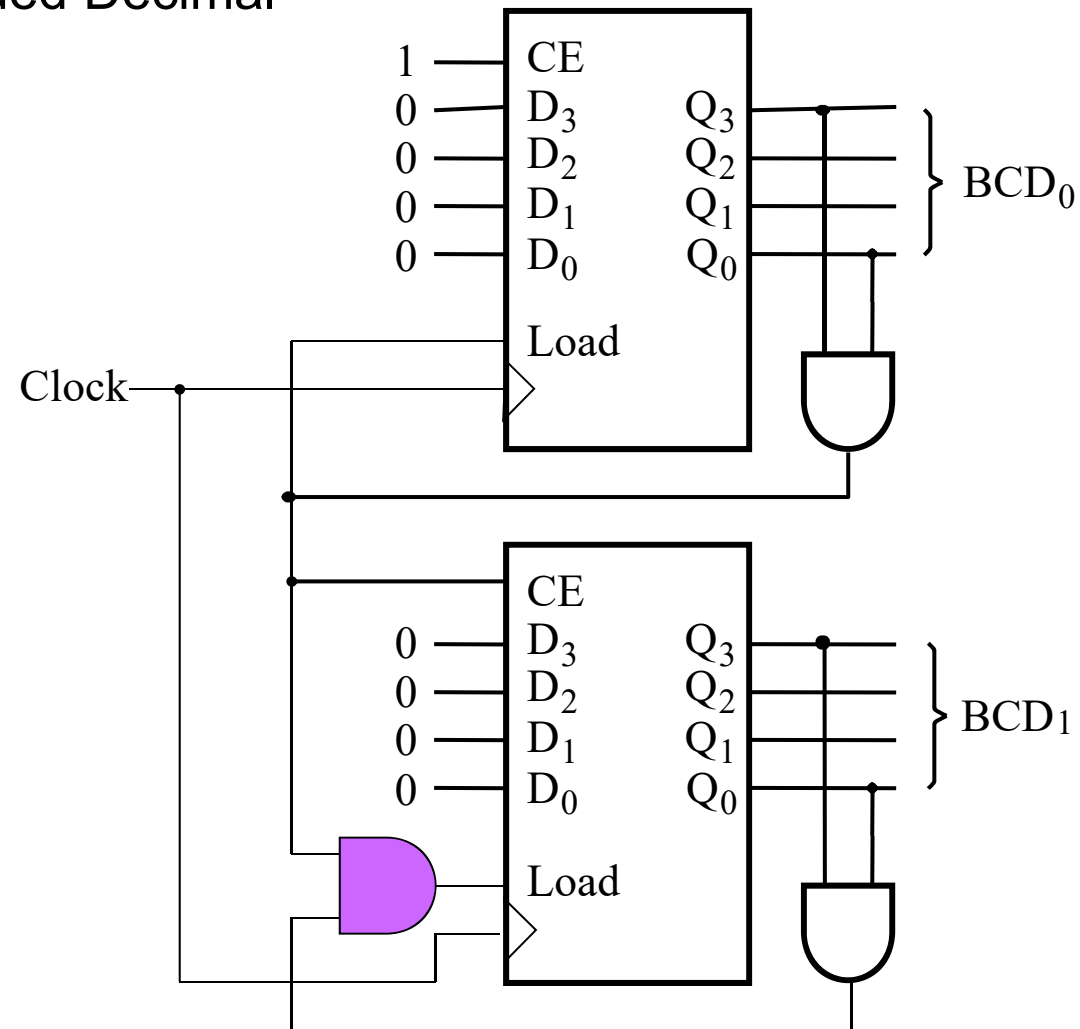 Decimal
1 CE
0 D₃ Q₃
0 D₂ Q₂
0 D₁ Q₁
0 D₀ Q₀
BCD₀
Load
Clock
CE
0 D₃ Q₃
0 D₂ Q₂
0 D₁ Q₁
0 D₀ Q₀
BCD₁
Load